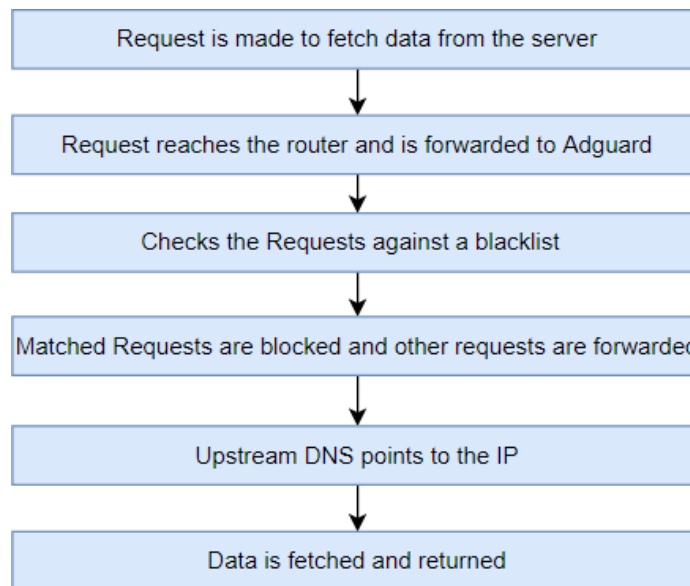 Request is made to fetch data from the server
Request reaches the router and is forwarded to Adguard
Checks the Requests against a blacklist
Matched Requests are blocked and other requests are forwarded
Upstream DNS points to the IP
Data is fetched and returned